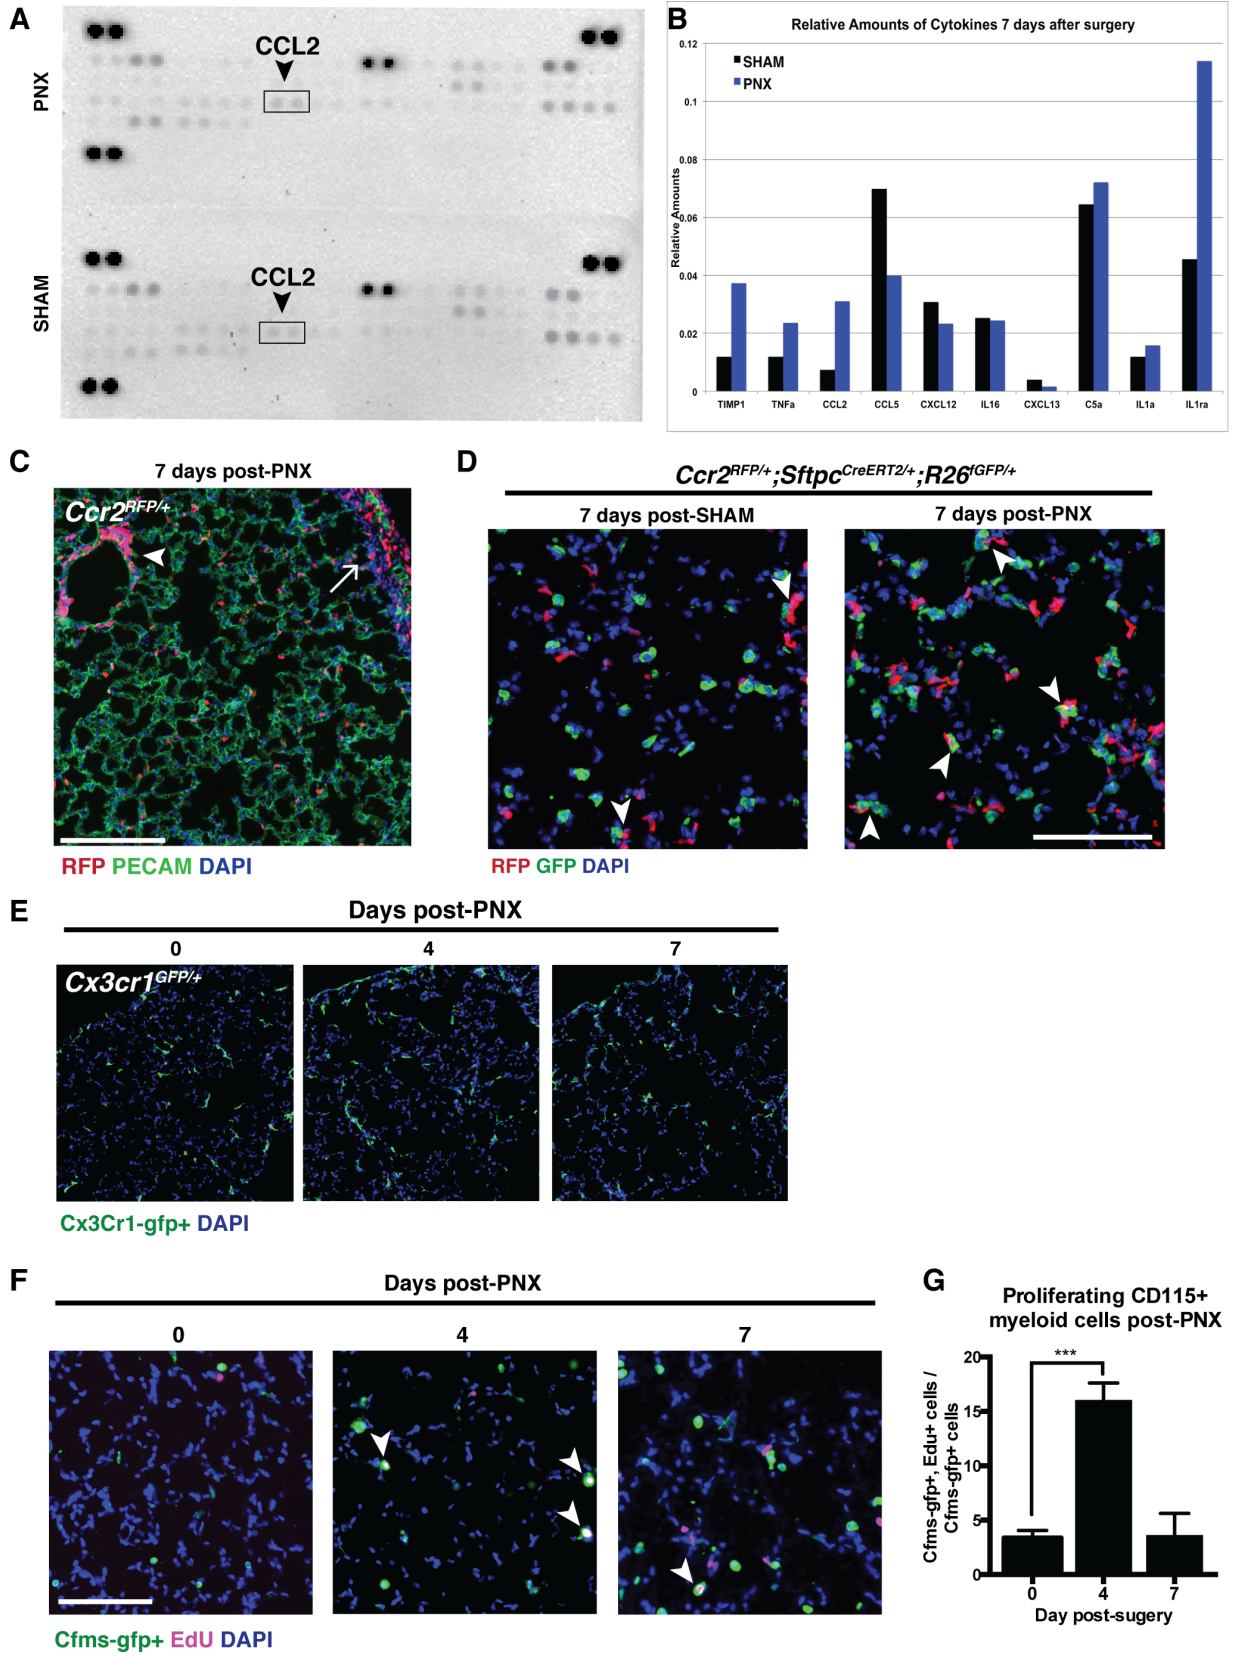 A
PNX
CCL2
SHAM
CCL2
B
Relative Amounts of Cytokines 7 days after surgery
SHAM
PNX
Relative Amounts
0.12
0.1
0.08
0.06
0.04
0.02
0
TIMP1 TNFa CCL2 CCL5 CXCL12 IL16 CXCL13 C5a IL1a IL1ra
C
7 days post-PNX
Ccr2RFP/+
RFP PECAM DAPI
D
Ccr2RFP/+;SftpcCreERT2/+;R26fGFP/+
7 days post-SHAM
7 days post-PNX
RFP GFP DAPI
E
Days post-PNX
0 4 7
Cx3cr1GFP/+
Cx3Cr1-gfp+ DAPI
F
Days post-PNX
0 4 7
Cfms-gfp+ EdU DAPI
G
Proliferating CD115+
myeloid cells post-PNX
***
Cfms-gfp+, Edu+ cells /
Cfms-gfp+ cells
20
15
10
5
0
0 4 7
Day post-sugery